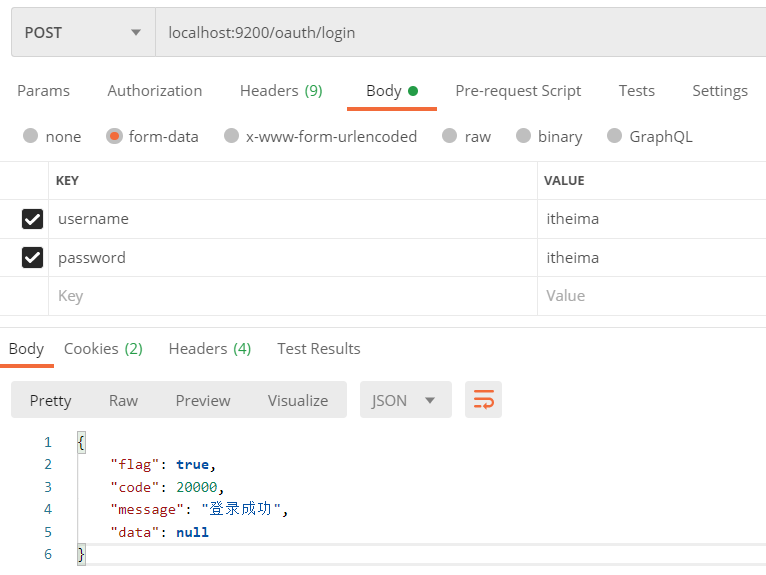 POST localhost:9200/oauth/login
Params Authorization Headers (9) Body Pre-request Script Tests Settings
none form-data x-www-form-urlencoded raw binary GraphQL
KEY VALUE
username itheima
password itheima
Key Value
Body Cookies (2) Headers (4) Test Results
Pretty Raw Preview Visualize JSON
1 {
2 "flag": true,
3 "code": 20000,
4 "message": "登录成功",
5 "data": null
6 }